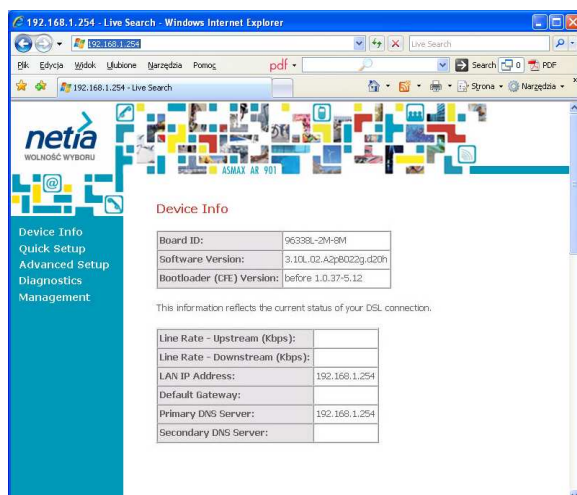 192.168.1.254 - Live Search - Windows Internet Explorer
192.168.1.254
Live Search
Plik Edycja Widok Ulubione Narzędzia Pomoc
pdf
Search 0 PDF
192.168.1.254 - Live Search
Strona Narzędzia
netia
WOLNOŚĆ WYBORU
ASMAX AR 901
Device Info
Quick Setup
Advanced Setup
Diagnostics
Management
Device Info
Board ID: 96338L-2M-8M
Software Version: 3.10L.02.A2pB022g.d20h
Bootloader (CFE) Version: before 1.0.37-5.12
This information reflects the current status of your DSL connection.
Line Rate - Upstream (Kbps):
Line Rate - Downstream (Kbps):
LAN IP Address: 192.168.1.254
Default Gateway:
Primary DNS Server: 192.168.1.254
Secondary DNS Server: